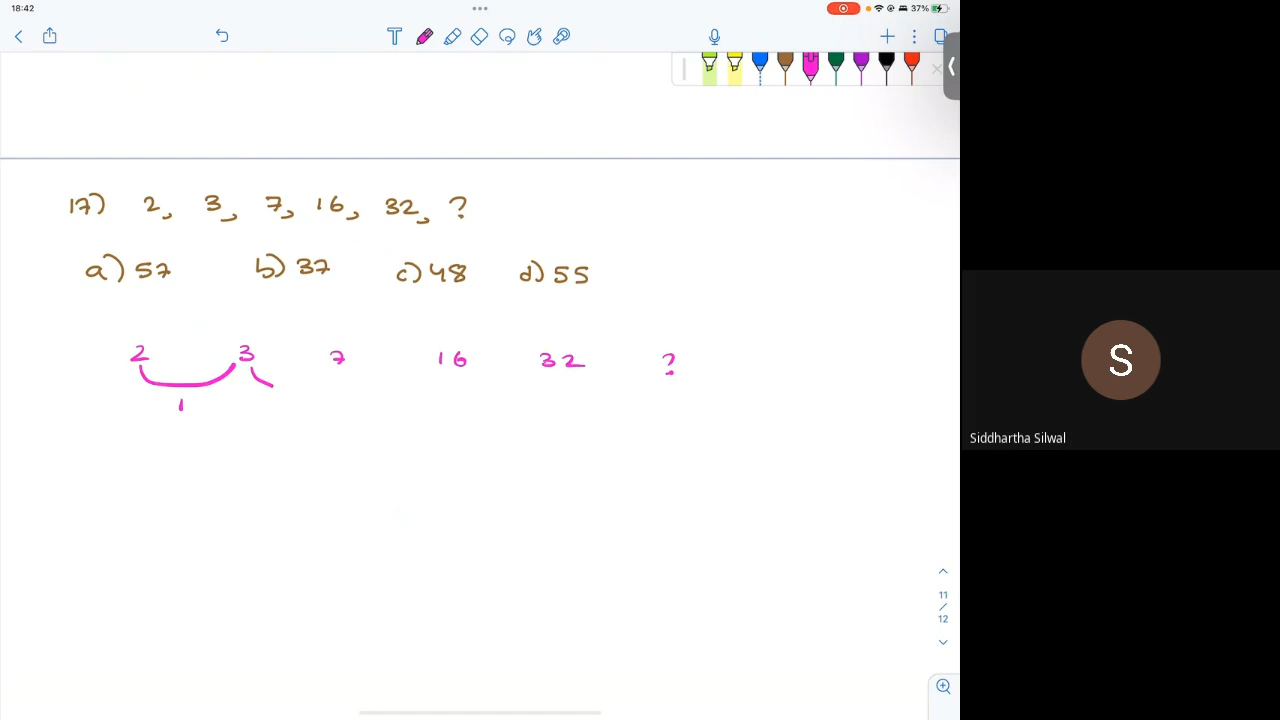 18:42
37%
T
17) 2, 3, 7, 16, 32, ?
a) 57 b) 37 c) 48 d) 55
2 3 7 16 32 ?
1
S
Siddhartha Silwal
11
/
12